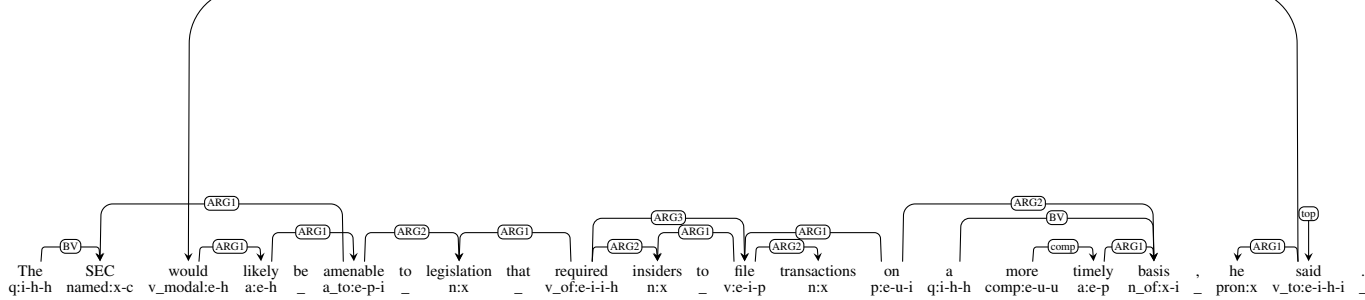 ARG1 ARG2 top
ARG3 BV
BV ARG1 ARG1 ARG2 ARG1 ARG2 ARG1 ARG2 ARG1 comp ARG1 ARG1
The SEC would likely be amenable to legislation that required insiders to file transactions on a more timely basis , he said .
q:i-h-h named:x-c v_modal:e-h a:e-h _ a_to:e-p-i _ n:x _ v_of:e-i-i-h n:x _ v:e-i-p n:x p:e-u-i q:i-h-h comp:e-u-u a:e-p n_of:x-i _ pron:x v_to:e-i-h-i _